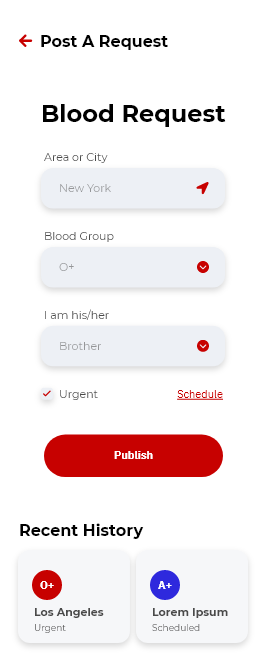 Post A Request
Blood Request
Area or City
New York
Blood Group
O+
I am his/her
Brother
Urgent
Schedule
Publish
Recent History
O+
Los Angeles
Urgent
A+
Lorem Ipsum
Scheduled